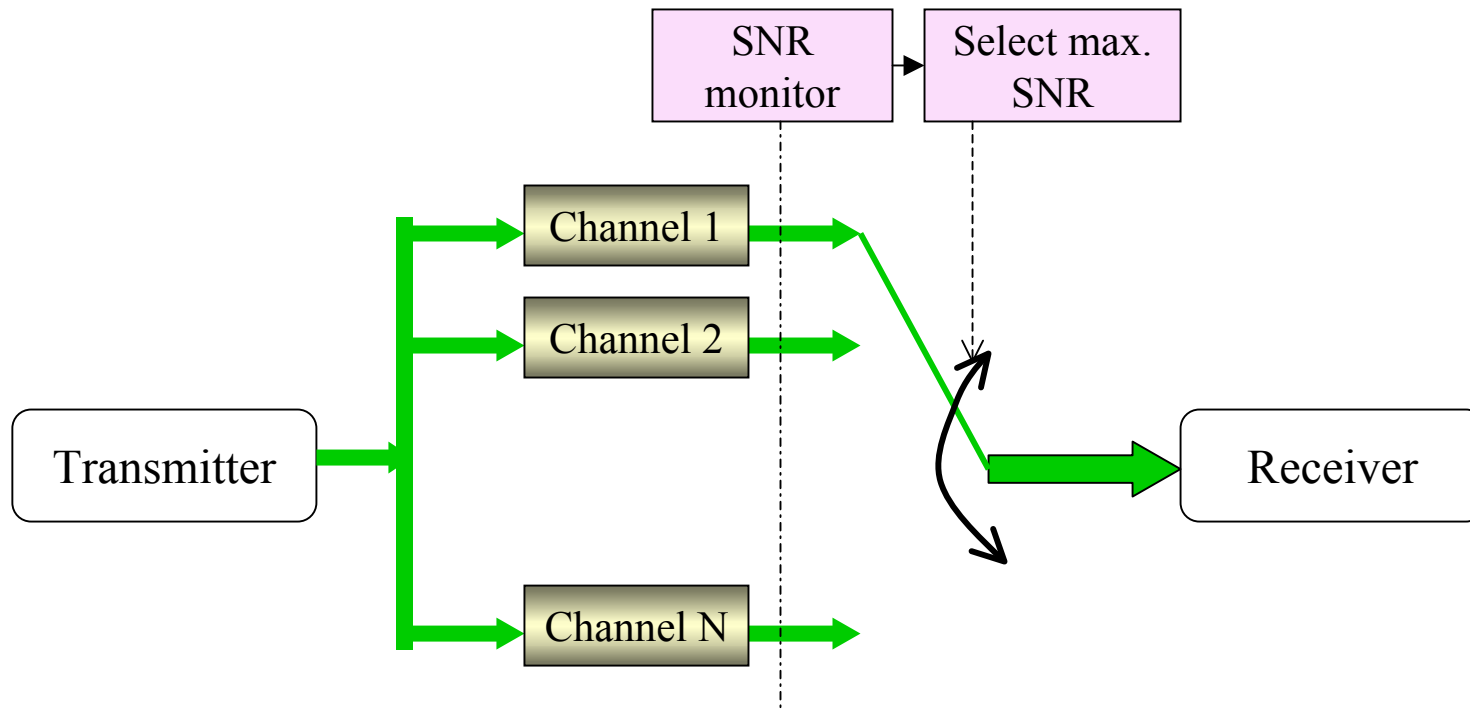 SNR
monitor
Select max.
SNR
Channel 1
Channel 2
Transmitter
Receiver
Channel N